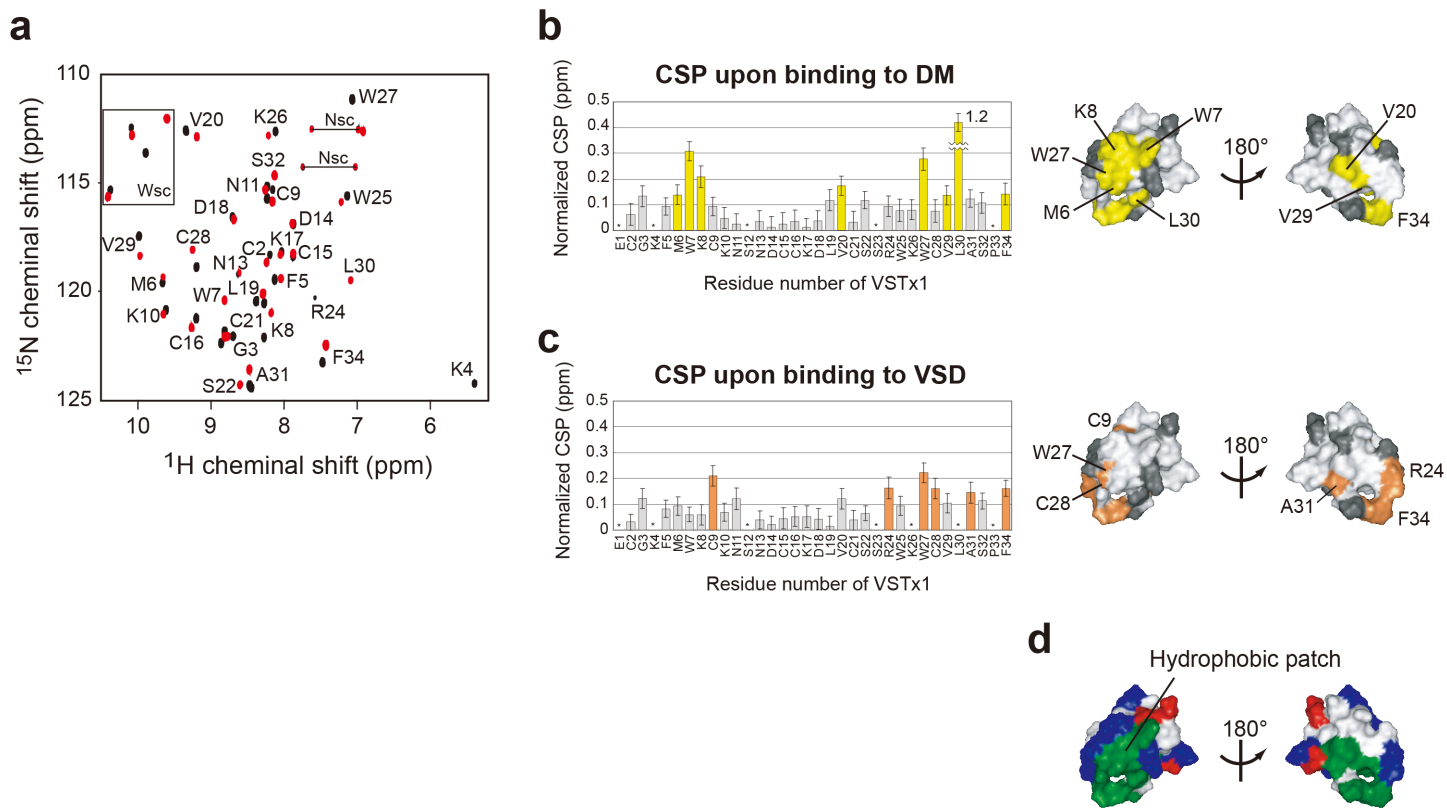 a
110
115
120
125
15N cheminal shift (ppm)
10
9
8
7
6
1H cheminal shift (ppm)
W27
V20
K26
Nsc
S32
Nsc
Wsc
N11
C9
W25
D18
D14
V29
C28
C2
K17
C15
N13
L30
M6
F5
L19
W7
R24
K10
C21
K8
C16
G3
F34
A31
S22
K4
b
CSP upon binding to DM
Normalized CSP (ppm)
0.5
0.4
0.3
0.2
0.1
0
1.2
E1 C2 G3 K4 F5 M6 W7 K8 C9 K10 N11 S12 N13 D14 C15 C16 K17 D18 L19 V20 C21 S22 S23 R24 W25 K26 W27 C28 V29 L30 A31 S32 P33 F34
Residue number of VSTx1
K8
W7
W27
M6
L30
180°
V20
V29
F34
c
CSP upon binding to VSD
Normalized CSP (ppm)
0.5
0.4
0.3
0.2
0.1
0
E1 C2 G3 K4 F5 M6 W7 K8 C9 K10 N11 S12 N13 D14 C15 C16 K17 D18 L19 V20 C21 S22 S23 R24 W25 K26 W27 C28 V29 L30 A31 S32 P33 F34
Residue number of VSTx1
C9
W27
C28
180°
R24
A31
F34
d
Hydrophobic patch
180°